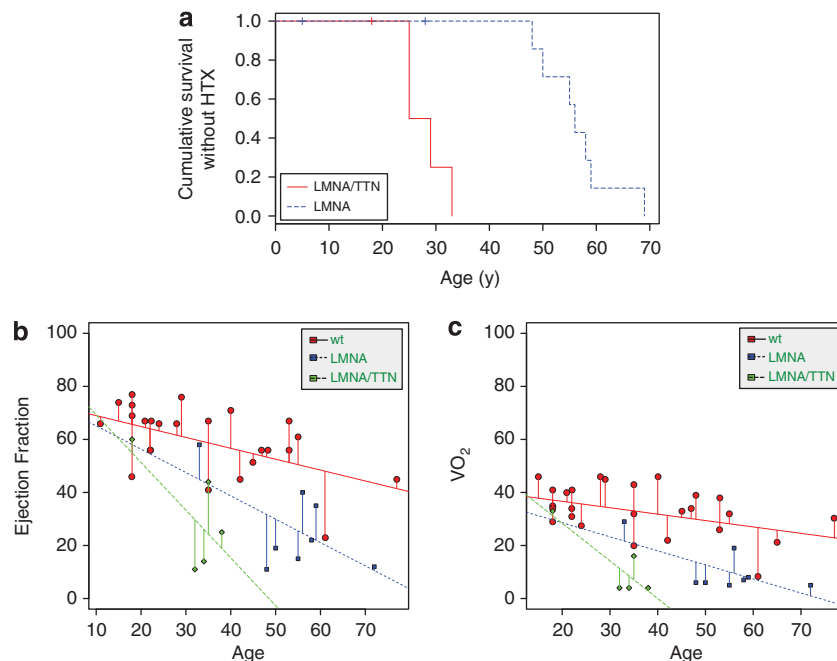 a
Cumulative survival
without HTX
1.0
0.8
0.6
0.4
0.2
0.0
LMNA/TTN
LMNA
0 10 20 30 40 50 60 70
Age (y)
b
Ejection Fraction
100
80
60
40
20
0
wt
LMNA
LMNA/TTN
10 20 30 40 50 60 70
Age
c
VO2
100
80
60
40
20
0
wt
LMNA
LMNA/TTN
20 30 40 50 60 70
Age